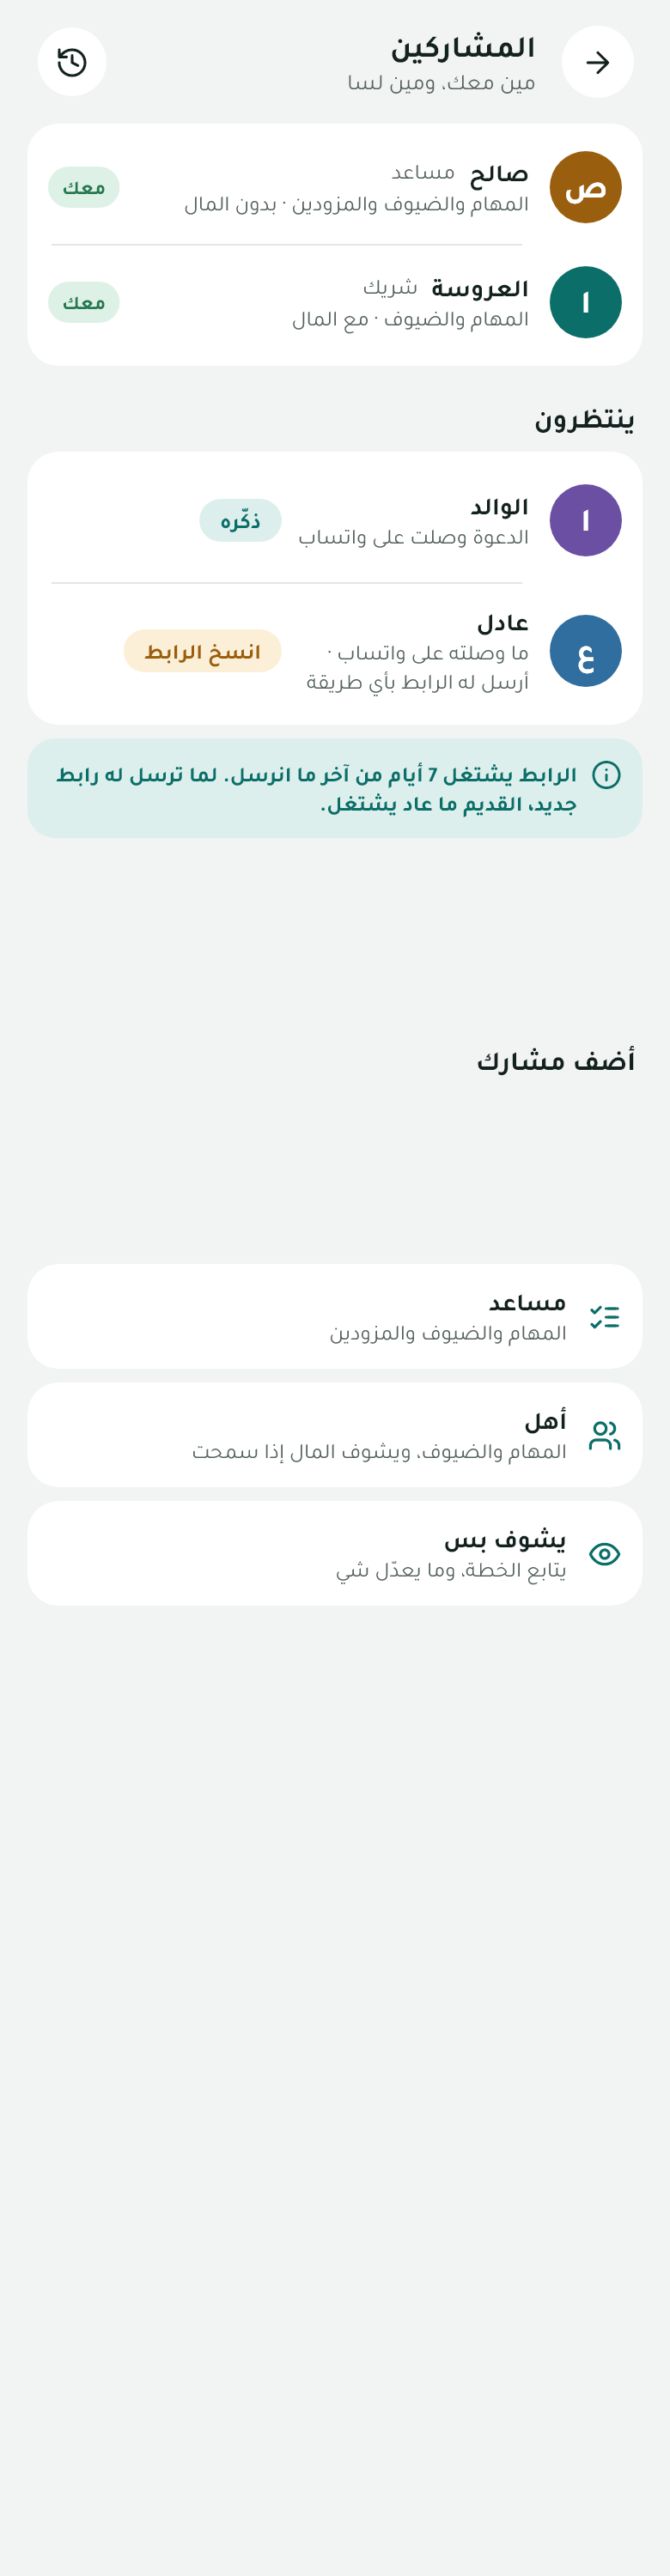 المشاركين
مين معك، ومين لسا
ص
صالح مساعد
معك
المهام والضيوف والمزودين · بدون المال
ا
العروسة شريك
معك
المهام والضيوف · مع المال
ينتظرون
ا
الوالد
الدعوة وصلت على واتساب
ذكّره
ع
عادل
ما وصلته على واتساب ·
أرسل له الرابط بأي طريقة
انسخ الرابط
الرابط يشتغل 7 أيام من آخر ما انرسل. لما ترسل له رابط
جديد، القديم ما عاد يشتغل.
أضف مشارك
مساعد
المهام والضيوف والمزودين
أهل
المهام والضيوف، ويشوف المال إذا سمحت
يشوف بس
يتابع الخطة، وما يعدّل شي